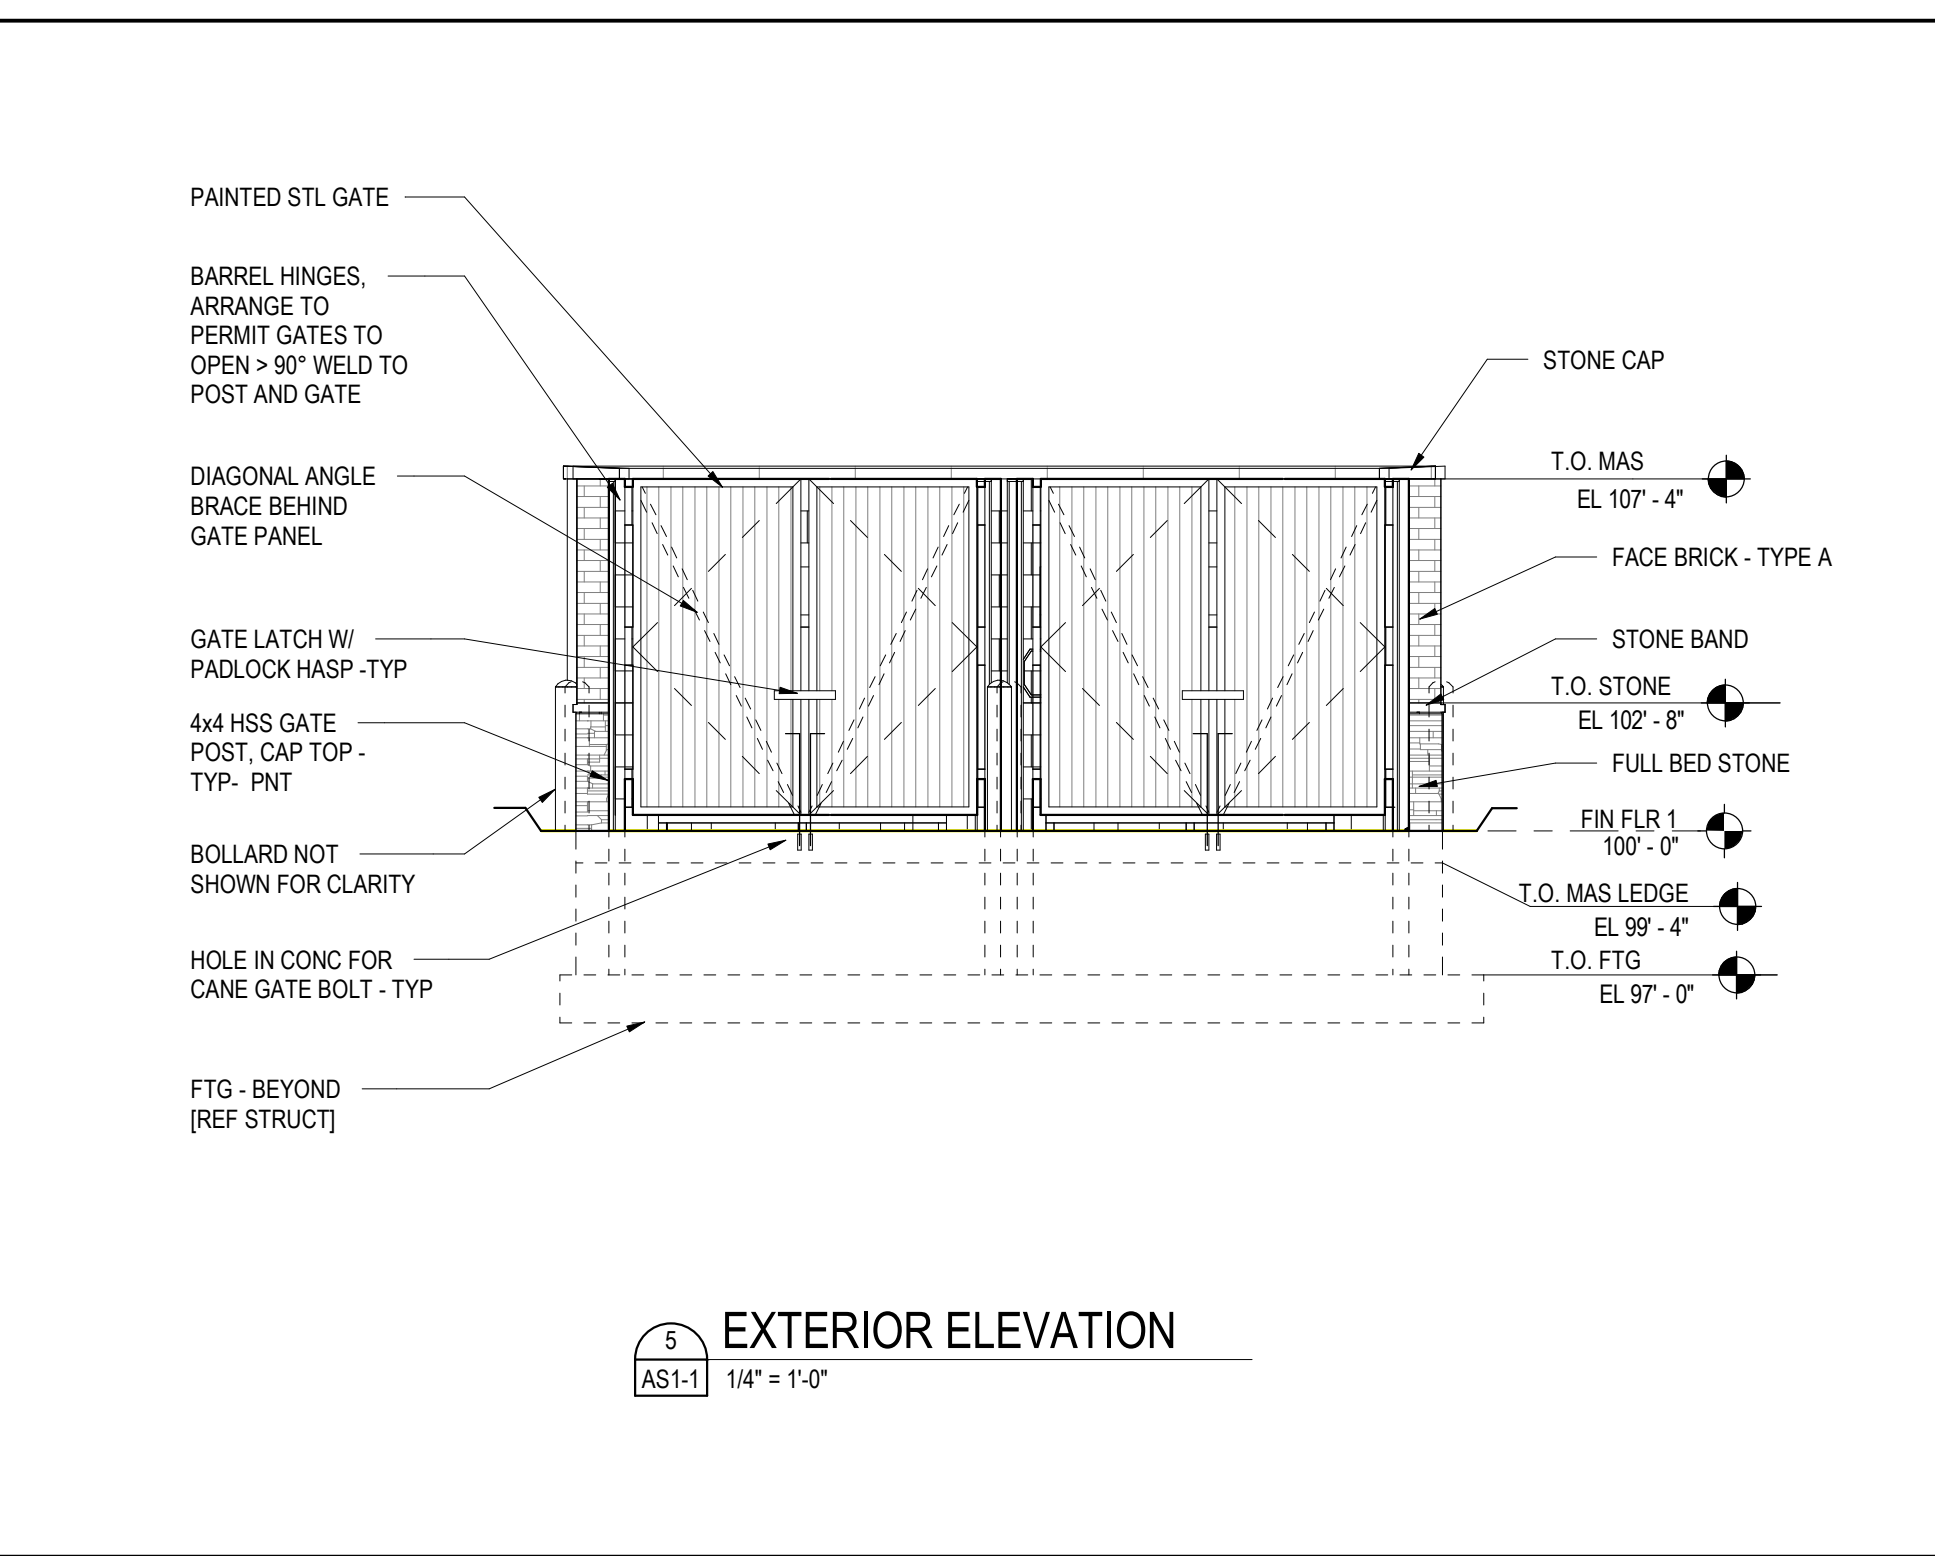 PAINTED STL GATE
BARREL HINGES,
ARRANGE TO
PERMIT GATES TO
OPEN > 90° WELD TO
POST AND GATE
DIAGONAL ANGLE
BRACE BEHIND
GATE PANEL
GATE LATCH W/
PADLOCK HASP -TYP
4x4 HSS GATE
POST, CAP TOP -
TYP- PNT
BOLLARD NOT
SHOWN FOR CLARITY
HOLE IN CONC FOR
CANE GATE BOLT - TYP
FTG - BEYOND
[REF STRUCT]
STONE CAP
T.O. MAS
EL 107' - 4"
FACE BRICK - TYPE A
STONE BAND
T.O. STONE
EL 102' - 8"
FULL BED STONE
FIN FLR 1
100' - 0"
T.O. MAS LEDGE
EL 99' - 4"
T.O. FTG
EL 97' - 0"
5
AS1-1
EXTERIOR ELEVATION
1/4" = 1'-0"